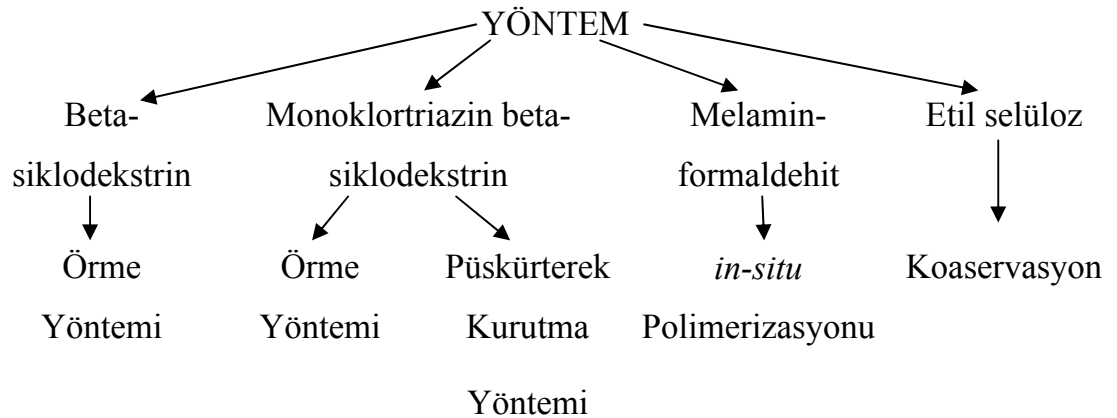 YÖNTEM
Beta-
siklodekstrin
Monoklortriazin beta-
siklodekstrin
Melamin-
formaldehit
Etil selüloz
Örme
Yöntemi
Örme
Yöntemi
Püskürterek
Kurutma
Yöntemi
in-situ
Polimerizasyonu
Koaservasyon